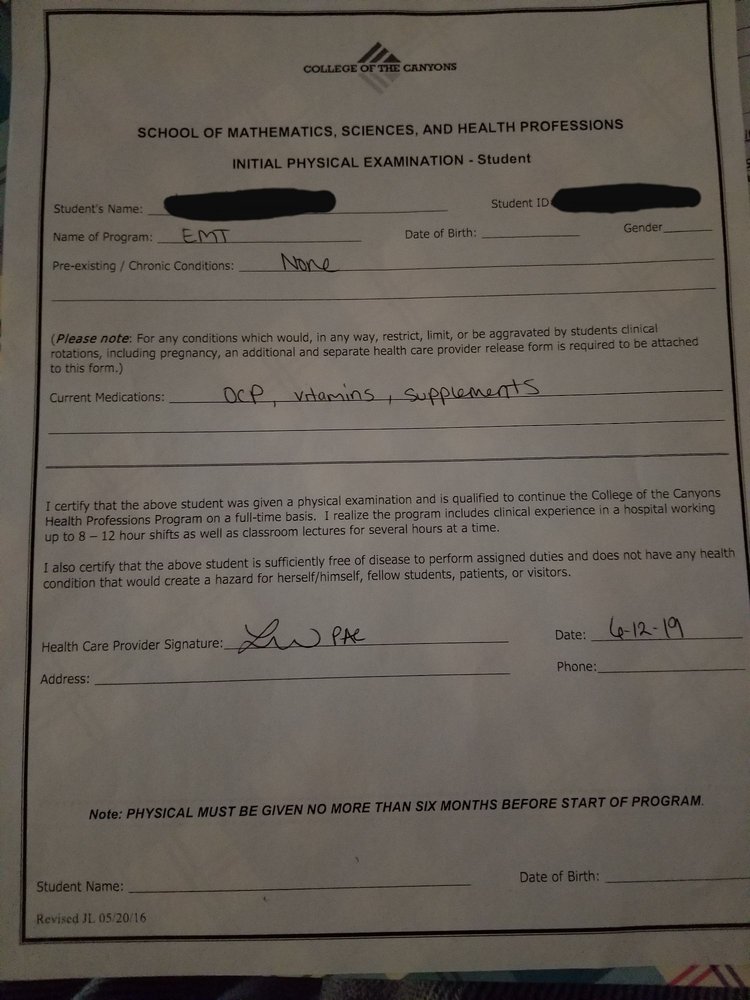 COLLEGE OF THE CANYONS
SCHOOL OF MATHEMATICS, SCIENCES, AND HEALTH PROFESSIONS
INITIAL PHYSICAL EXAMINATION - Student
Student's Name: Student ID
Name of Program: EMT Date of Birth: Gender
Pre-existing / Chronic Conditions: None
(Please note: For any conditions which would, in any way, restrict, limit, or be aggravated by students clinical
rotations, including pregnancy, an additional and separate health care provider release form is required to be attached
to this form.)
Current Medications: OCP, vitamins, supplements
I certify that the above student was given a physical examination and is qualified to continue the College of the Canyons
Health Professions Program on a full-time basis. I realize the program includes clinical experience in a hospital working
up to 8 – 12 hour shifts as well as classroom lectures for several hours at a time.
I also certify that the above student is sufficiently free of disease to perform assigned duties and does not have any health
condition that would create a hazard for herself/himself, fellow students, patients, or visitors.
Health Care Provider Signature: PAC Date: 6-12-19
Address: Phone:
Note: PHYSICAL MUST BE GIVEN NO MORE THAN SIX MONTHS BEFORE START OF PROGRAM.
Student Name: Date of Birth:
Revised JL 05/20/16